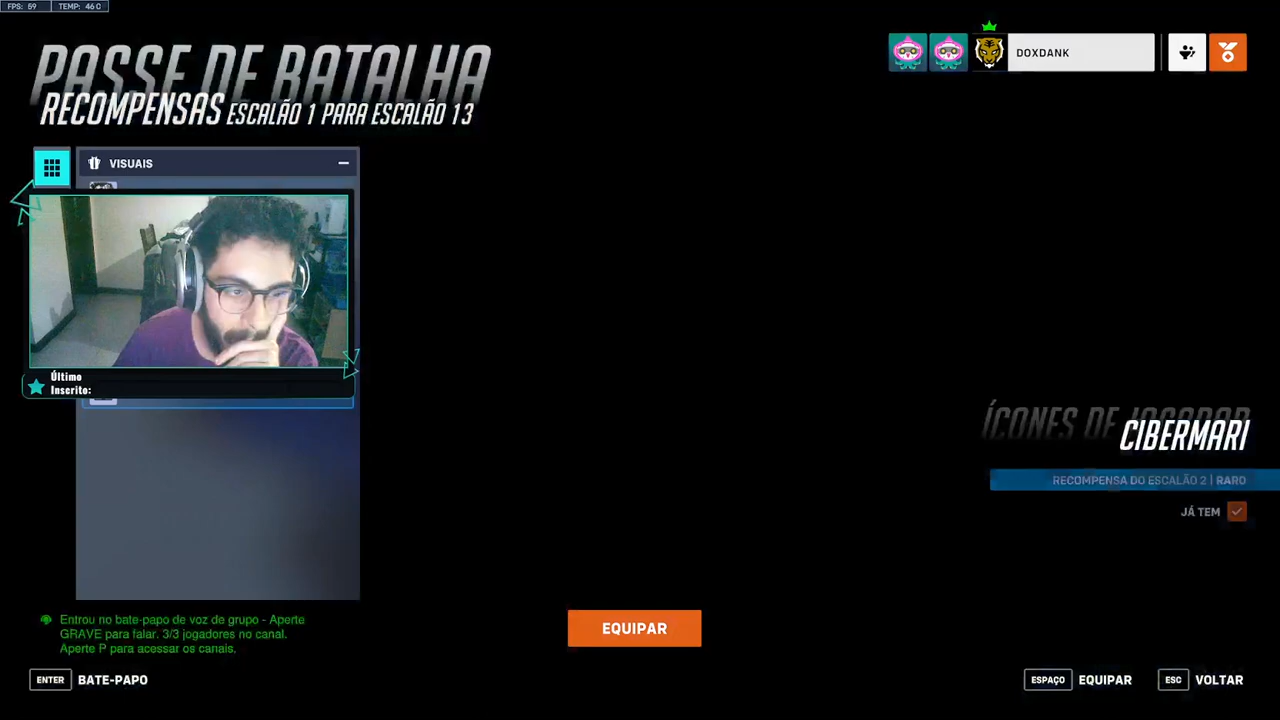 FPS: 59 TEMP: 46 C
PASSE DE BATALHA
RECOMPENSAS ESCALÃO 1 PARA ESCALÃO 13
DOXDANK
VISUAIS
Último
Inscrito:
ÍCONES DE JOGADOR
CIBERMARI
RECOMPENSA DO ESCALÃO 2 | RARO
JÁ TEM
Entrou no bate-papo de voz de grupo - Aperte
GRAVE para falar. 3/3 jogadores no canal.
Aperte P para acessar os canais.
EQUIPAR
ENTER BATE-PAPO
ESPAÇO EQUIPAR ESC VOLTAR